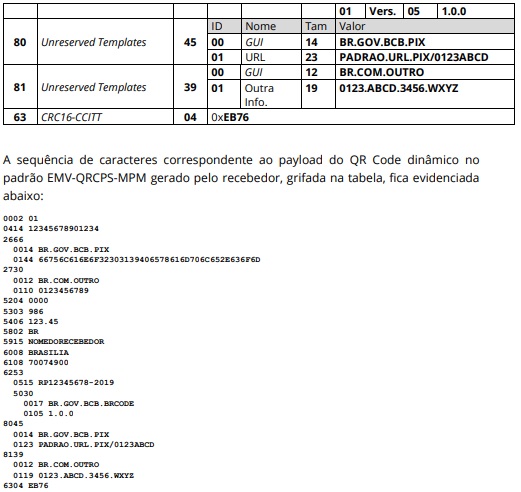 01 Vers. 05 1.0.0
80 Unreserved Templates 45
ID Nome Tam Valor
00 GUI 14 BR.GOV.BCB.PIX
01 URL 23 PADRAO.URL.PIX/0123ABCD
81 Unreserved Templates 39
00 GUI 12 BR.COM.OUTRO
01 Outra Info. 19 0123.ABCD.3456.WXYZ
63 CRC16-CCITT 04 0xEB76
A sequência de caracteres correspondente ao payload do QR Code dinâmico no
padrão EMV-QRCPS-MPM gerado pelo recebedor, grifada na tabela, fica evidenciada
abaixo:
0002 01
0414 12345678901234
2666
0014 BR.GOV.BCB.PIX
0144 66756C616E6F32303139406578616D706C652E636F6D
2730
0012 BR.COM.OUTRO
0110 0123456789
5204 0000
5303 986
5406 123.45
5802 BR
5915 NOMEDORECEBEDOR
6008 BRASILIA
6108 70074900
6253
0515 RP12345678-2019
5030
0017 BR.GOV.BCB.BRCODE
0105 1.0.0
8045
0014 BR.GOV.BCB.PIX
0123 PADRAO.URL.PIX/0123ABCD
8139
0012 BR.COM.OUTRO
0119 0123.ABCD.3456.WXYZ
6304 EB76